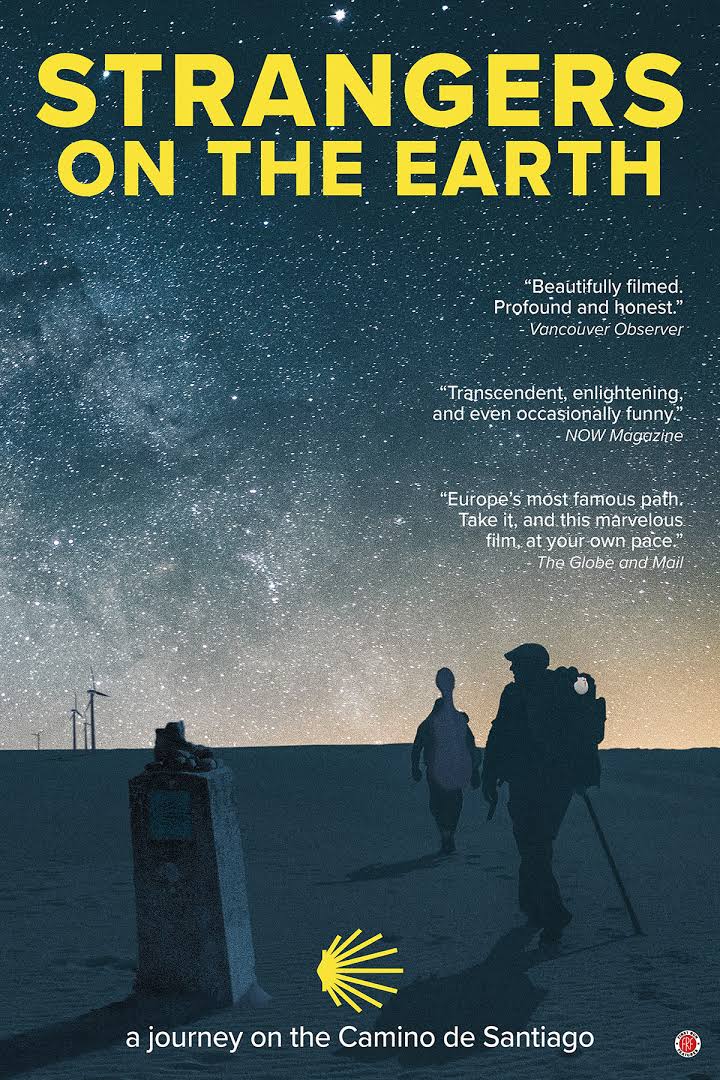 STRANGERS
ON THE EARTH
“Beautifully filmed.
Profound and honest.”
- Vancouver Observer
“Transcendent, enlightening,
and even occasionally funny.”
- NOW Magazine
“Europe’s most famous path.
Take it, and this marvelous
film, at your own pace.”
- The Globe and Mail
a journey on the Camino de Santiago
FRF